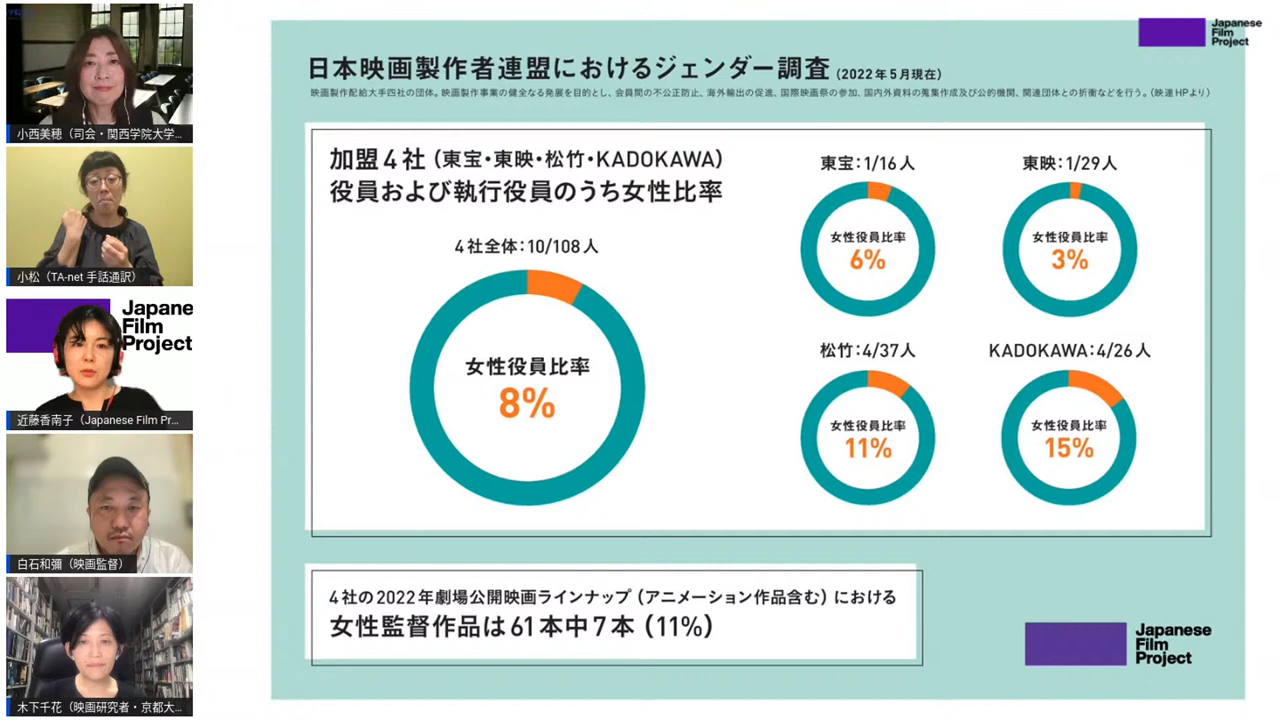 小西美穂（司会・関西学院大学...
小松（TA-net 手話通訳）
Japanese
Film
Project
近藤香南子（Japanese Film Pr...
白石和彌（映画監督）
木下千花（映画研究者・京都大...
Japanese
Film
Project
日本映画製作者連盟におけるジェンダー調査（2022年5月現在）
映画製作配給大手四社の団体。映画製作事業の健全なる発展を目的とし、会員間の不公正防止、海外輸出の促進、国際映画祭の参加、国内外資料の蒐集作成及び公的機関、関連団体との折衝などを行う。（映連HPより）
加盟4社（東宝・東映・松竹・KADOKAWA）
役員および執行役員のうち女性比率
4社全体：10/108人
女性役員比率
8%
東宝：1/16人
女性役員比率
6%
東映：1/29人
女性役員比率
3%
松竹：4/37人
女性役員比率
11%
KADOKAWA：4/26人
女性役員比率
15%
4社の2022年劇場公開映画ラインナップ（アニメーション作品含む）における
女性監督作品は61本中7本（11%）
Japanese
Film
Project